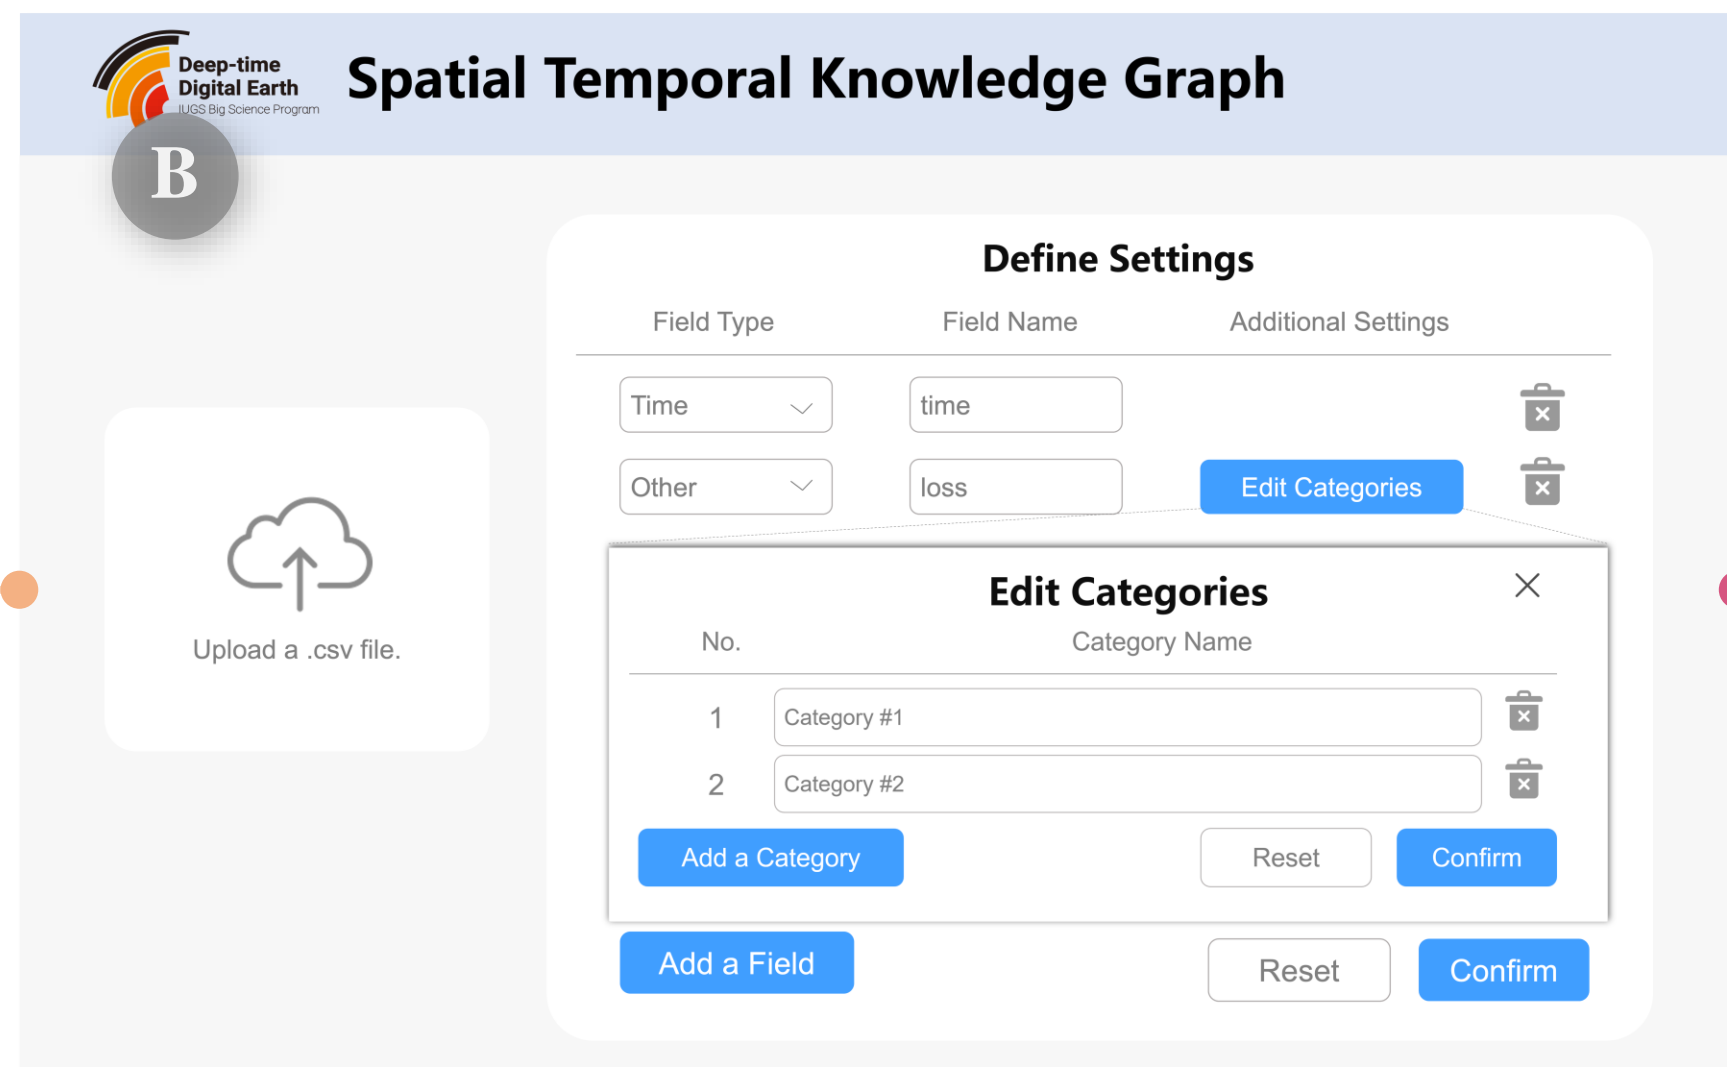 Deep-time
Digital Earth
IUGS Big Science Program
Spatial Temporal Knowledge Graph
B
Upload a .csv file.
Define Settings
Field Type Field Name Additional Settings
Time time
Other loss Edit Categories
Edit Categories
No. Category Name
1 Category #1
2 Category #2
Add a Category Reset Confirm
Add a Field Reset Confirm